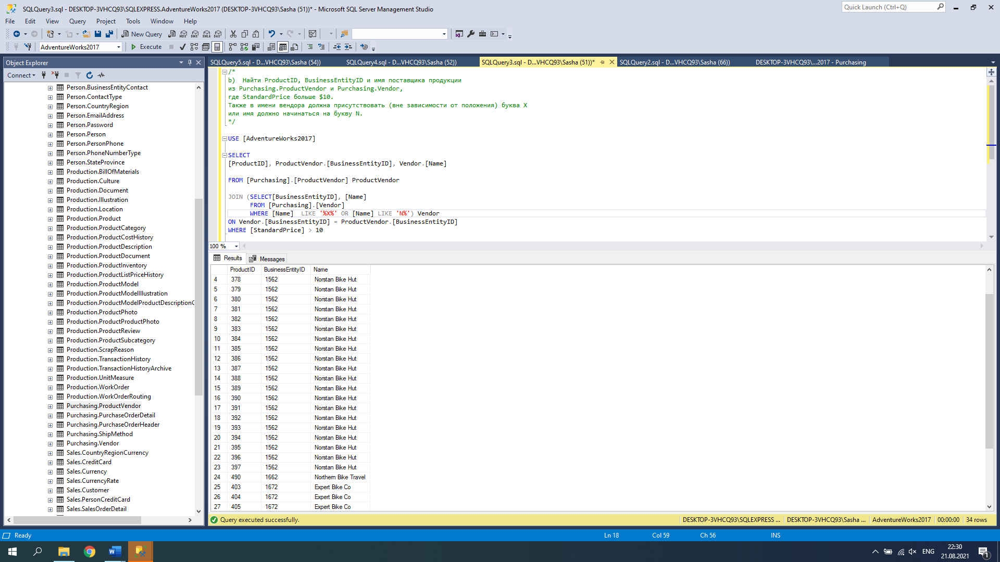 SQLQuery3.sql - DESKTOP-3VHCQ93\SQLEXPRESS.AdventureWorks2017 (DESKTOP-3VHCQ93\Sasha (51))* - Microsoft SQL Server Management Studio
Quick Launch (Ctrl+Q)
File Edit View Query Project Tools Window Help
New Query
AdventureWorks2017
Execute
Object Explorer
SQLQuery5.sql - D...VHCQ93\Sasha (54))
SQLQuery4.sql - D...VHCQ93\Sasha (52))
SQLQuery3.sql - D...VHCQ93\Sasha (51))*
SQLQuery2.sql - D...VHCQ93\Sasha (66))
DESKTOP-3VHCQ93\...2017 - Purchasing
Connect
Person.BusinessEntityContact
Person.ContactType
Person.CountryRegion
Person.EmailAddress
Person.Password
Person.Person
Person.PersonPhone
Person.PhoneNumberType
Person.StateProvince
Production.BillOfMaterials
Production.Culture
Production.Document
Production.Illustration
Production.Location
Production.Product
Production.ProductCategory
Production.ProductCostHistory
Production.ProductDescription
Production.ProductDocument
Production.ProductInventory
Production.ProductListPriceHistory
Production.ProductModel
Production.ProductModelIllustration
Production.ProductModelProductDescriptionC
Production.ProductPhoto
Production.ProductProductPhoto
Production.ProductReview
Production.ProductSubcategory
Production.ScrapReason
Production.TransactionHistory
Production.TransactionHistoryArchive
Production.UnitMeasure
Production.WorkOrder
Production.WorkOrderRouting
Purchasing.ProductVendor
Purchasing.PurchaseOrderDetail
Purchasing.PurchaseOrderHeader
Purchasing.ShipMethod
Purchasing.Vendor
Sales.CountryRegionCurrency
Sales.CreditCard
Sales.Currency
Sales.CurrencyRate
Sales.Customer
Sales.PersonCreditCard
Sales.SalesOrderDetail
/*
b) Найти ProductID, BusinessEntityID и имя поставщика продукции
из Purchasing.ProductVendor и Purchasing.Vendor,
где StandardPrice больше $10.
Также в имени вендора должна присутствовать (вне зависимости от положения) буква X
или имя должно начинаться на букву N.
*/
USE [AdventureWorks2017]
SELECT
[ProductID], ProductVendor.[BusinessEntityID], Vendor.[Name]
FROM [Purchasing].[ProductVendor] ProductVendor
JOIN (SELECT[BusinessEntityID], [Name]
FROM [Purchasing].[Vendor]
WHERE [Name] LIKE '%X%' OR [Name] LIKE 'N%') Vendor
ON Vendor.[BusinessEntityID] = ProductVendor.[BusinessEntityID]
WHERE [StandardPrice] > 10
100 %
Results Messages
ProductID BusinessEntityID Name
4 378 1562 Norstan Bike Hut
5 379 1562 Norstan Bike Hut
6 380 1562 Norstan Bike Hut
7 381 1562 Norstan Bike Hut
8 382 1562 Norstan Bike Hut
9 383 1562 Norstan Bike Hut
10 384 1562 Norstan Bike Hut
11 385 1562 Norstan Bike Hut
12 386 1562 Norstan Bike Hut
13 387 1562 Norstan Bike Hut
14 388 1562 Norstan Bike Hut
15 389 1562 Norstan Bike Hut
16 390 1562 Norstan Bike Hut
17 391 1562 Norstan Bike Hut
18 392 1562 Norstan Bike Hut
19 393 1562 Norstan Bike Hut
20 394 1562 Norstan Bike Hut
21 395 1562 Norstan Bike Hut
22 396 1562 Norstan Bike Hut
23 397 1562 Norstan Bike Hut
24 490 1662 Northern Bike Travel
25 403 1672 Expert Bike Co
26 404 1672 Expert Bike Co
27 405 1672 Expert Bike Co
Query executed successfully.
DESKTOP-3VHCQ93\SQLEXPRESS ... DESKTOP-3VHCQ93\Sasha ... AdventureWorks2017 00:00:00 34 rows
Ready
Ln 18 Col 59 Ch 56 INS
ENG
22:30
21.08.2021
1